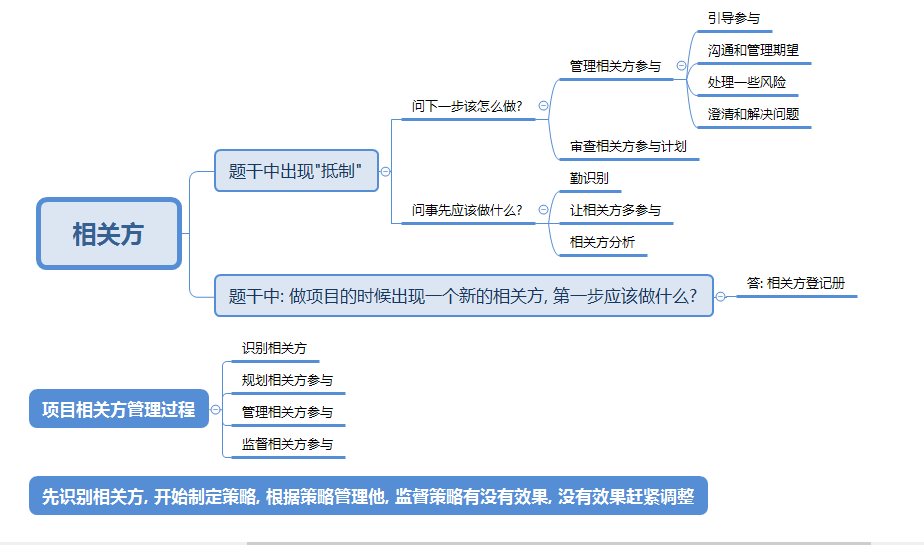 相关方
题干中出现"抵制"
问下一步该怎么做?
管理相关方参与
引导参与
沟通和管理期望
处理一些风险
澄清和解决问题
审查相关方参与计划
问事先应该做什么?
勤识别
让相关方多参与
相关方分析
题干中: 做项目的时候出现一个新的相关方, 第一步应该做什么?
答: 相关方登记册
项目相关方管理过程
识别相关方
规划相关方参与
管理相关方参与
监督相关方参与
先识别相关方, 开始制定策略, 根据策略管理他, 监督策略有没有效果, 没有效果赶紧调整